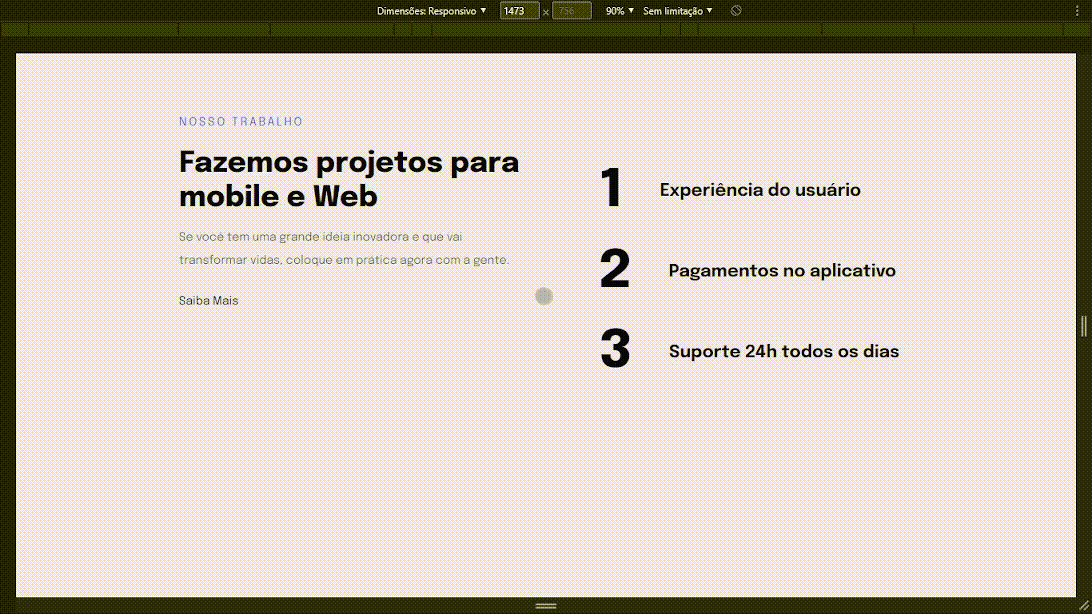 Dimensões: Responsivo ▼ 1473 × 756 90% ▼ Sem limitação ▼
NOSSO TRABALHO
Fazemos projetos para
mobile e Web
Se você tem uma grande ideia inovadora e que vai
transformar vidas, coloque em prática agora com a gente.
Saiba Mais
1 Experiência do usuário
2 Pagamentos no aplicativo
3 Suporte 24h todos os dias